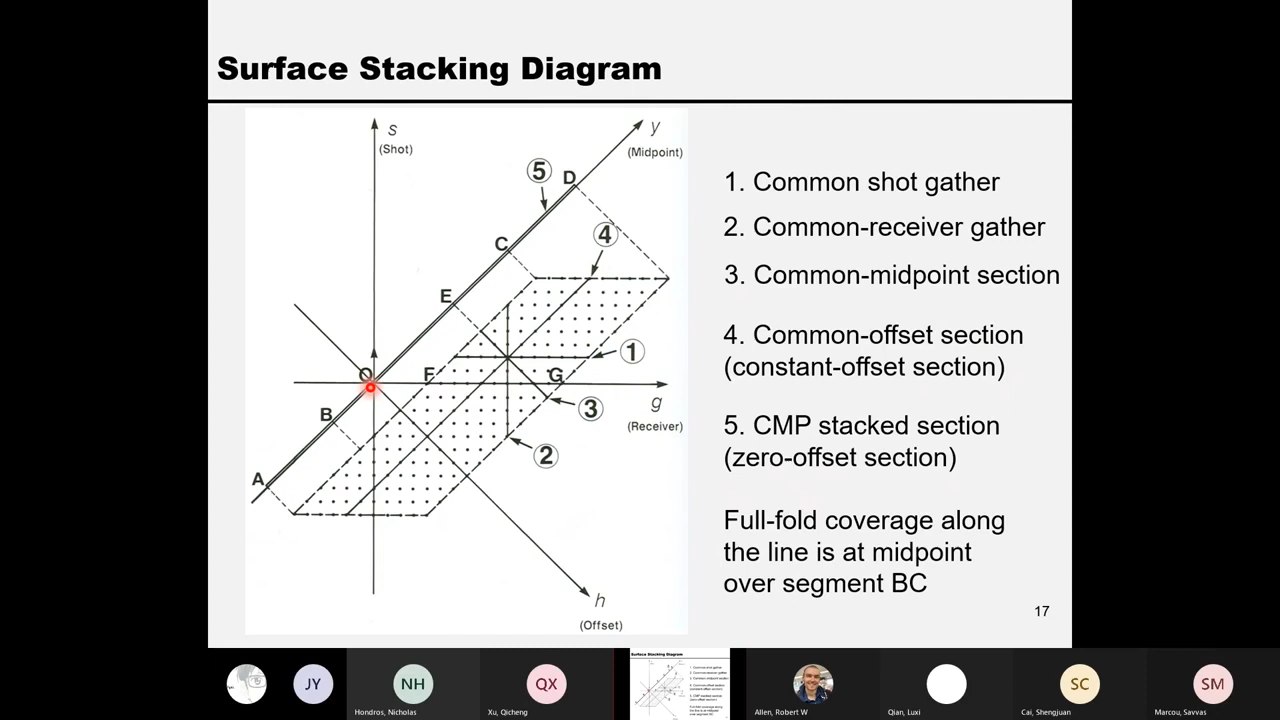 Surface Stacking Diagram
s
(Shot)
y
(Midpoint)
5
D
4
C
E
1
O
F
G
g
(Receiver)
3
B
2
A
h
(Offset)
1. Common shot gather
2. Common-receiver gather
3. Common-midpoint section
4. Common-offset section
(constant-offset section)
5. CMP stacked section
(zero-offset section)
Full-fold coverage along
the line is at midpoint
over segment BC
17
JY
NH
Hondros, Nicholas
QX
Xu, Qicheng
Surface Stacking Diagram
Allen, Robert W
Qian, Luxi
SC
Cai, Shengjuan
SM
Marcou, Savvas